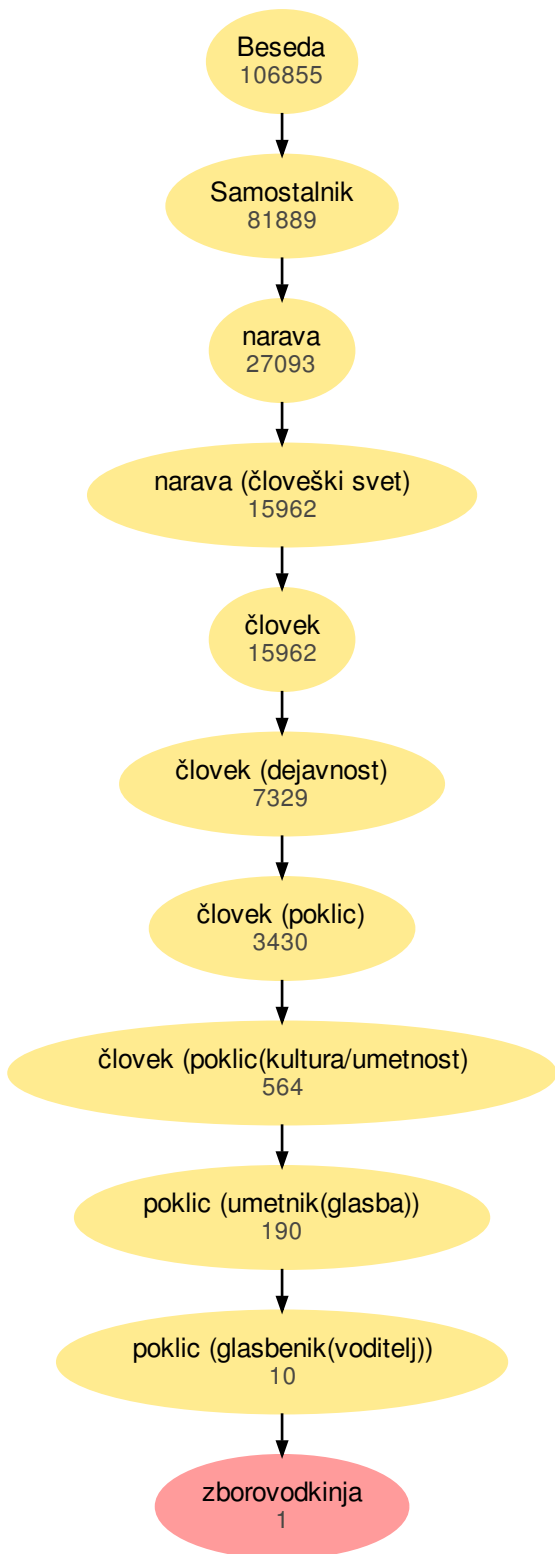 Beseda
106855
Samostalnik
81889
narava
27093
narava (človeški svet)
15962
človek
15962
človek (dejavnost)
7329
človek (poklic)
3430
človek (poklic(kultura/umetnost)
564
poklic (umetnik(glasba))
190
poklic (glasbenik(voditelj))
10
zborovodkinja
1